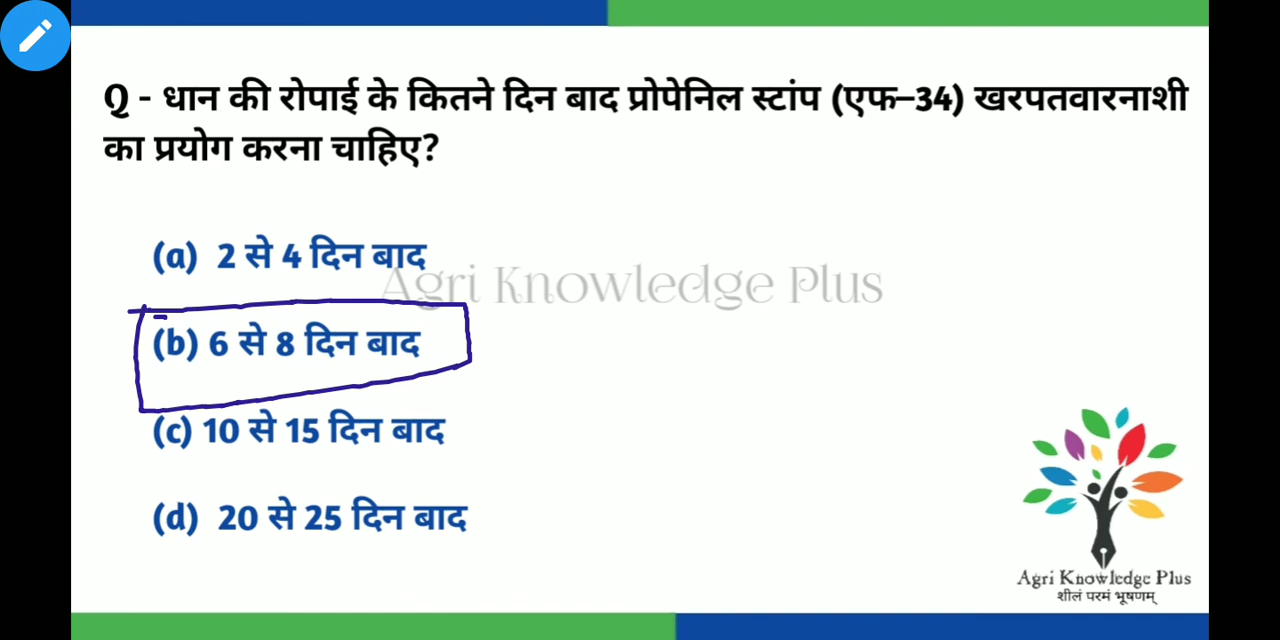 Q - धान की रोपाई के कितने दिन बाद प्रोपेनिल स्टांप (एफ–34) खरपतवारनाशी
का प्रयोग करना चाहिए?
(a) 2 से 4 दिन बाद
Agri Knowledge Plus
(b) 6 से 8 दिन बाद
(c) 10 से 15 दिन बाद
(d) 20 से 25 दिन बाद
Agri Knowledge Plus
शीलं परमं भूषणम्